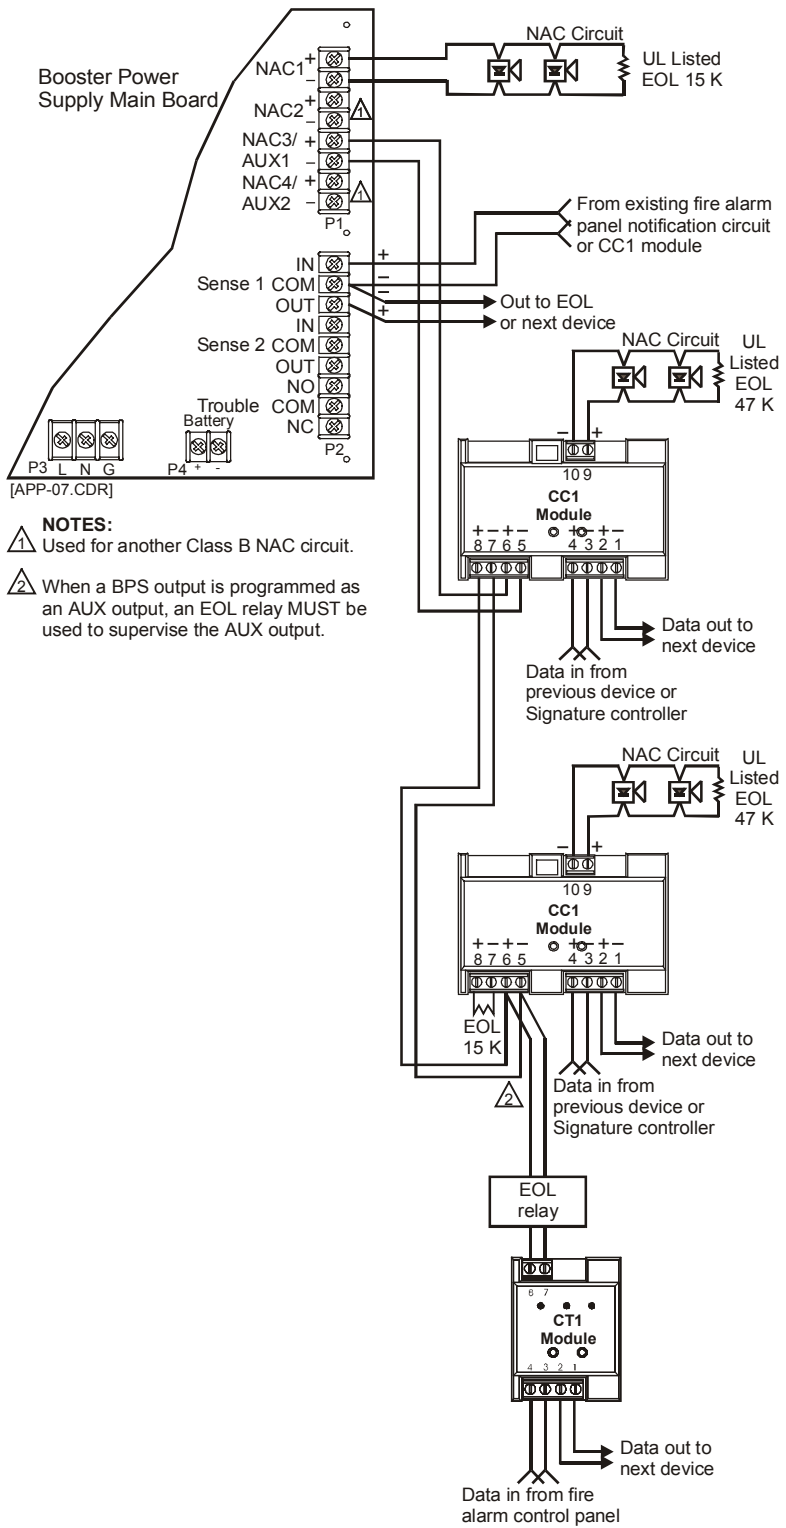 NAC Circuit
UL Listed
EOL 15 K
Booster Power
Supply Main Board
NAC1 + −
NAC2 + −
1
NAC3/ +
AUX1 −
NAC4/ +
AUX2 −
1
P1
From existing fire alarm
panel notification circuit
or CC1 module
IN +
Sense 1 COM −
−
OUT +
Out to EOL
or next device
IN
Sense 2 COM
OUT
NO
Trouble COM
NC
P2
Battery
P3 L N G
P4 + -
[APP-07.CDR]
NAC Circuit
UL
Listed
EOL
47 K
− +
10 9
CC1
Module
+ − + − + − + −
8 7 6 5 4 3 2 1
NOTES:
1 Used for another Class B NAC circuit.
2 When a BPS output is programmed as
an AUX output, an EOL relay MUST be
used to supervise the AUX output.
Data out to
next device
Data in from
previous device or
Signature controller
NAC Circuit
UL
Listed
EOL
47 K
− +
10 9
CC1
Module
+ − + − + − + −
8 7 6 5 4 3 2 1
EOL
15 K
Data out to
next device
2
Data in from
previous device or
Signature controller
EOL
relay
6 7
CT1
Module
4 3 2 1
Data out to
next device
Data in from fire
alarm control panel